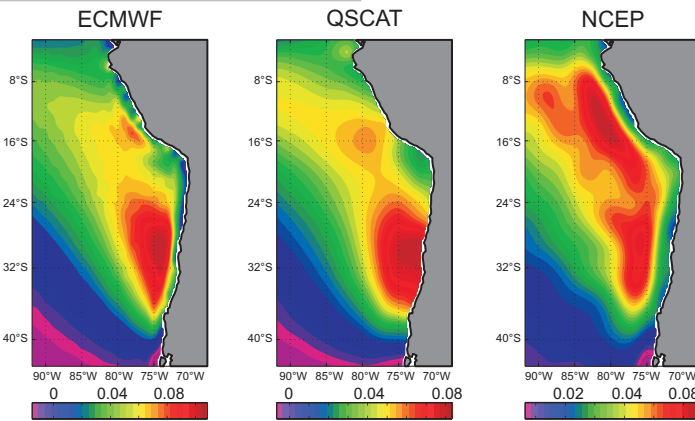 ECMWF QSCAT NCEP
8°S 8°S 8°S
16°S 16°S 16°S
24°S 24°S 24°S
32°S 32°S 32°S
40°S 40°S 40°S
90°W 85°W 80°W 75°W 70°W 90°W 85°W 80°W 75°W 70°W 90°W 85°W 80°W 75°W 70°W
0 0.04 0.08 0 0.04 0.08 0.02 0.04 0.08